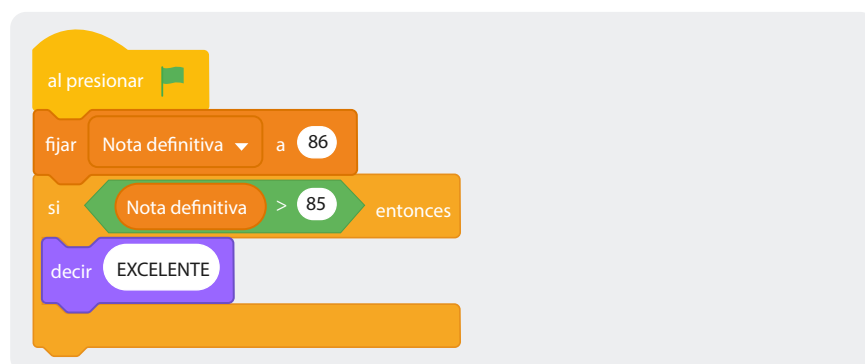 al presionar
fijar Nota definitiva a 86
si Nota definitiva > 85 entonces
decir EXCELENTE